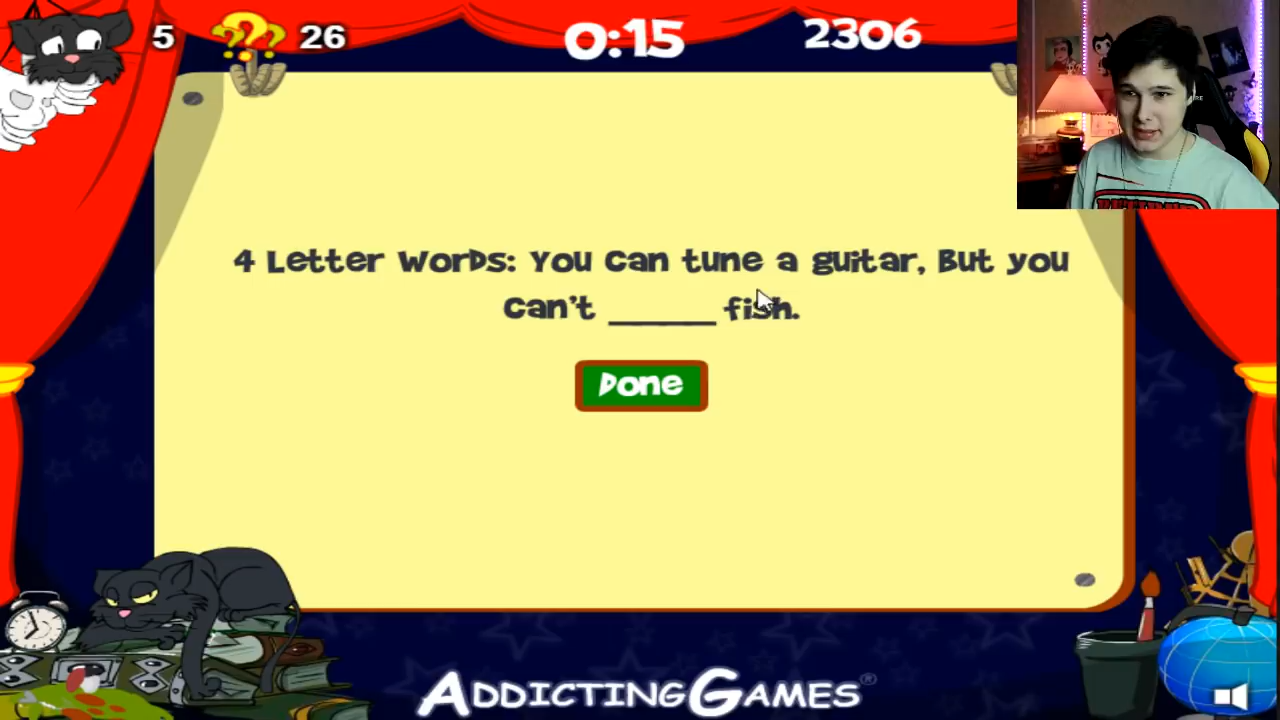 5 ??? 26 0:15 2306
4 Letter Words: You can tune a guitar, But you
can't ______ fish.
Done
AddictingGames®